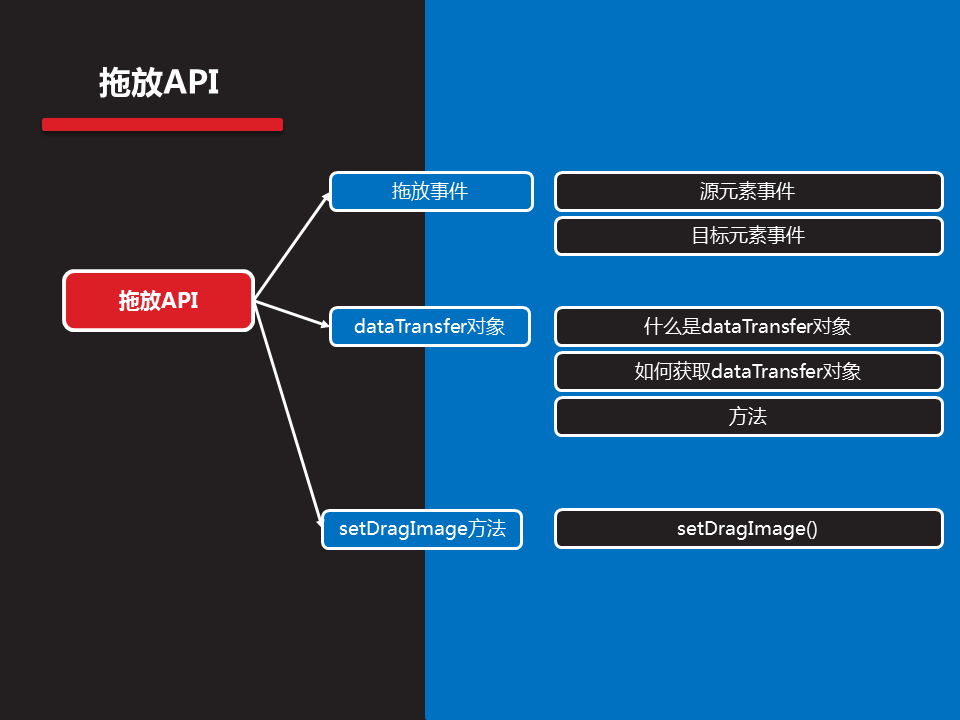 拖放API
拖放事件
源元素事件
目标元素事件
拖放API
dataTransfer对象
什么是dataTransfer对象
如何获取dataTransfer对象
方法
setDragImage方法
setDragImage()